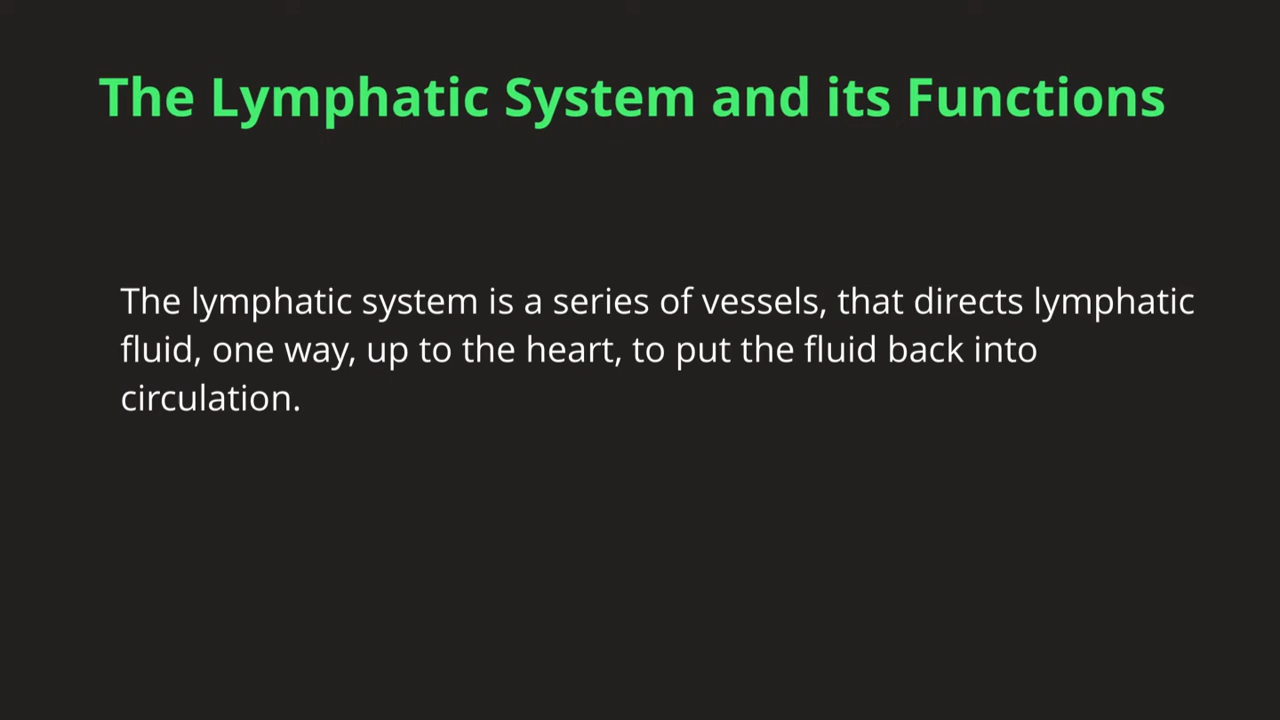 The Lymphatic System and its Functions
The lymphatic system is a series of vessels, that directs lymphatic
fluid, one way, up to the heart, to put the fluid back into
circulation.